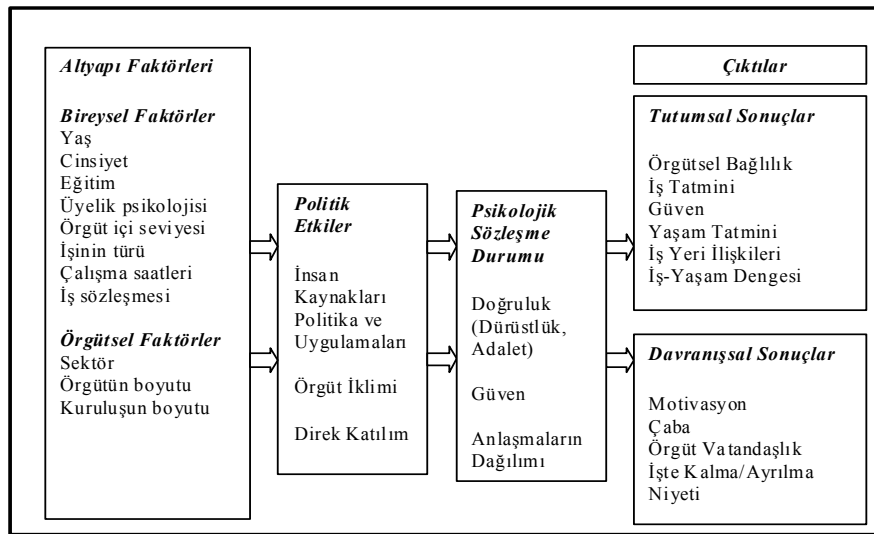 Altyapı Faktörleri
Bireysel Faktörler
Yaş
Cinsiyet
Eğitim
Üyelik psikolojisi
Örgüt içi seviyesi
İşinin türü
Çalışma saatleri
İş sözleşmesi
Örgütsel Faktörler
Sektör
Örgütün boyutu
Kuruluşun boyutu
Politik
Etkiler
İnsan
Kaynakları
Politika ve
Uygulamaları
Örgüt İklimi
Direk Katılım
Psikolojik
Sözleşme
Durumu
Doğruluk
(Dürüstlük,
Adalet)
Güven
Anlaşmaların
Dağılımı
Çıktılar
Tutumsal Sonuçlar
Örgütsel Bağlılık
İş Tatmini
Güven
Yaşam Tatmini
İş Yeri İlişkileri
İş-Yaşam Dengesi
Davranışsal Sonuçlar
Motivasyon
Çaba
Örgüt Vatandaşlık
İşte Kalma/Ayrılma
Niyeti